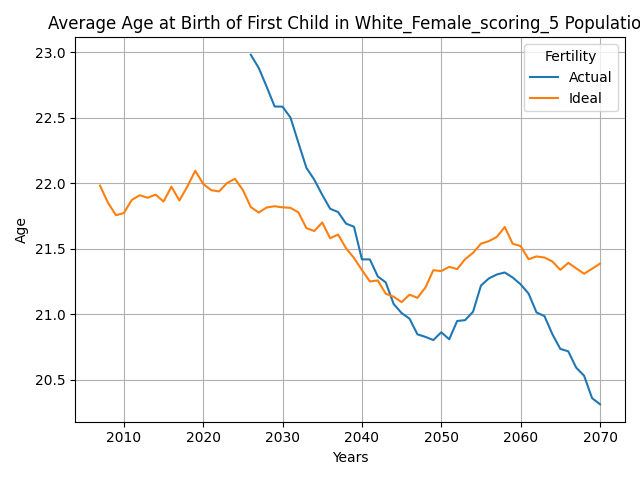 Average Age at Birth of First Child in White_Female_scoring_5 Populatio
Fertility
Actual
Ideal
23.0
22.5
22.0
21.5
21.0
20.5
Age
2010 2020 2030 2040 2050 2060 2070
Years